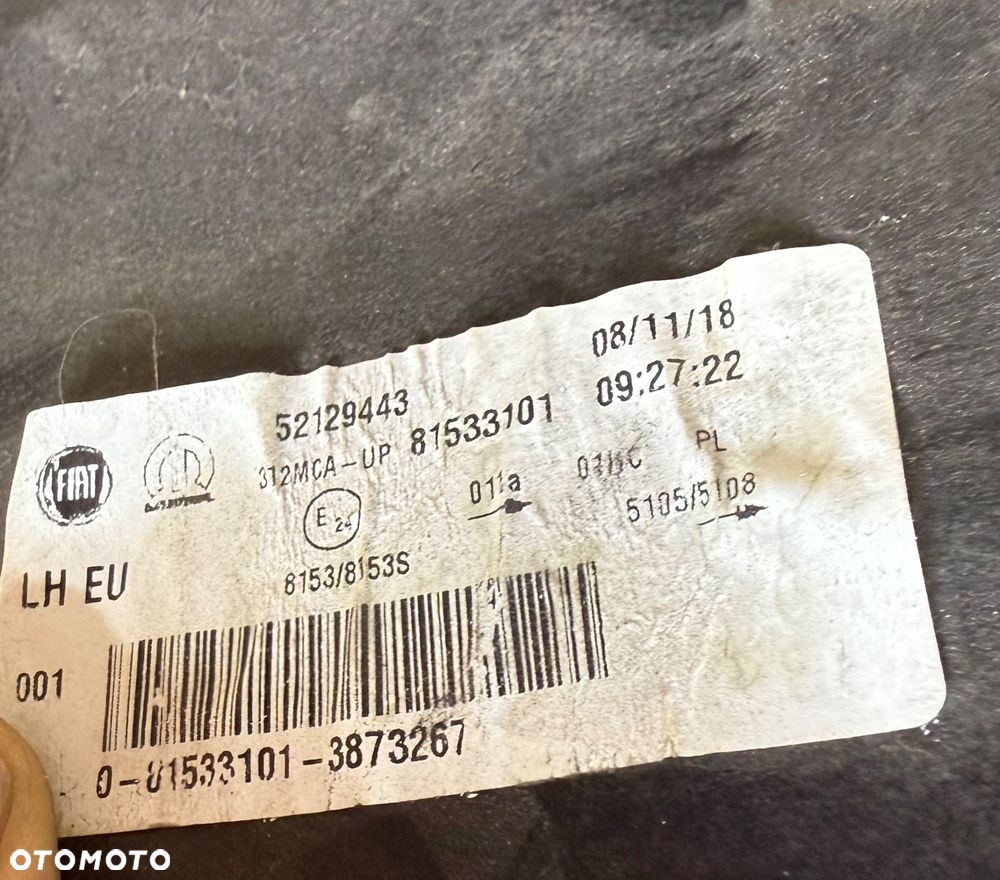 52129443
08/11/18
312MCA-UP 81533101
09:27:22
FIAT
E 24
011a
PL
5105/5108
8153/8153S
LH EU
001
0-81533101-3873267
OTOMOTO